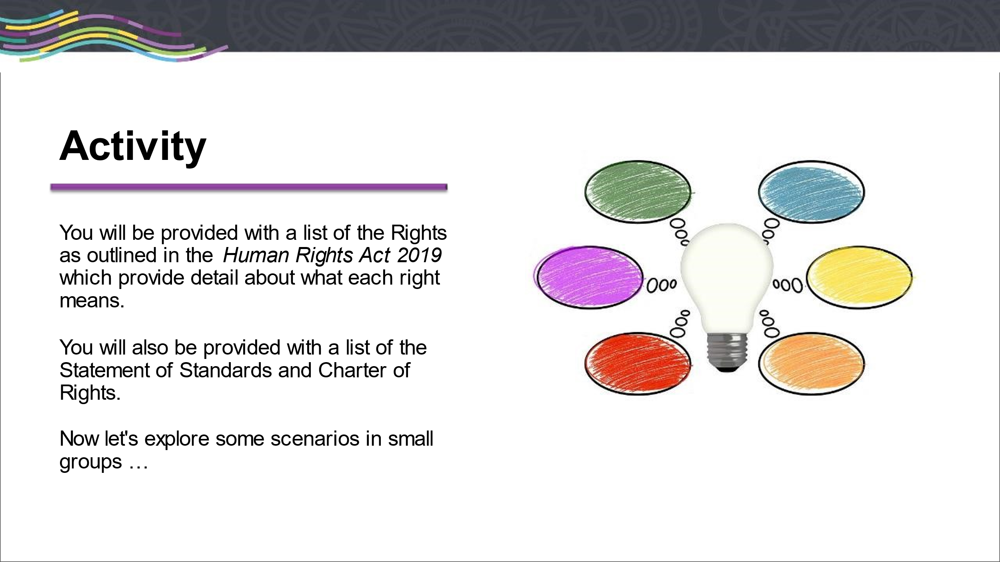 Activity
You will be provided with a list of the Rights
as outlined in the Human Rights Act 2019
which provide detail about what each right
means.
You will also be provided with a list of the
Statement of Standards and Charter of
Rights.
Now let's explore some scenarios in small
groups …